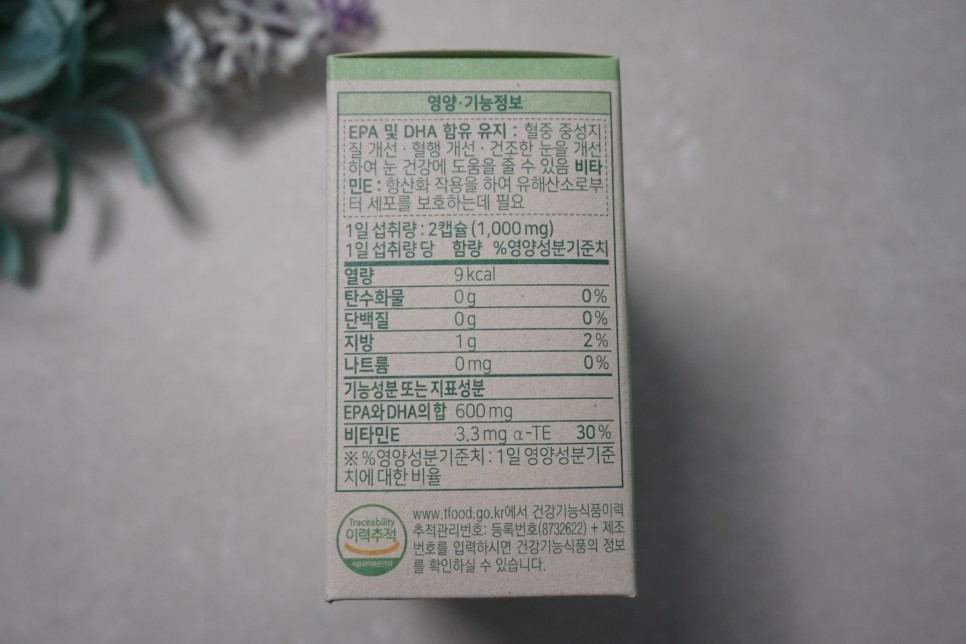 영양·기능정보
EPA 및 DHA 함유 유지 : 혈중 중성지
질 개선 · 혈행 개선 · 건조한 눈을 개선
하여 눈 건강에 도움을 줄 수 있음 비타
민E : 항산화 작용을 하여 유해산소로부
터 세포를 보호하는데 필요
1일 섭취량 : 2캡슐 (1,000 mg)
1일 섭취량 당 함량 %영양성분기준치
열량 9 kcal
탄수화물 0 g 0 %
단백질 0 g 0 %
지방 1 g 2 %
나트륨 0 mg 0 %
기능성분 또는 지표성분
EPA와 DHA의 합 600 mg
비타민E 3.3 mg α-TE 30 %
※ %영양성분기준치 : 1일 영양성분기준
치에 대한 비율
Traceability
이력추적
www.tfood.go.kr에서 건강기능식품이력
추적관리번호: 등록번호(8732622) + 제조
번호를 입력하시면 건강기능식품의 정보
를 확인하실 수 있습니다.